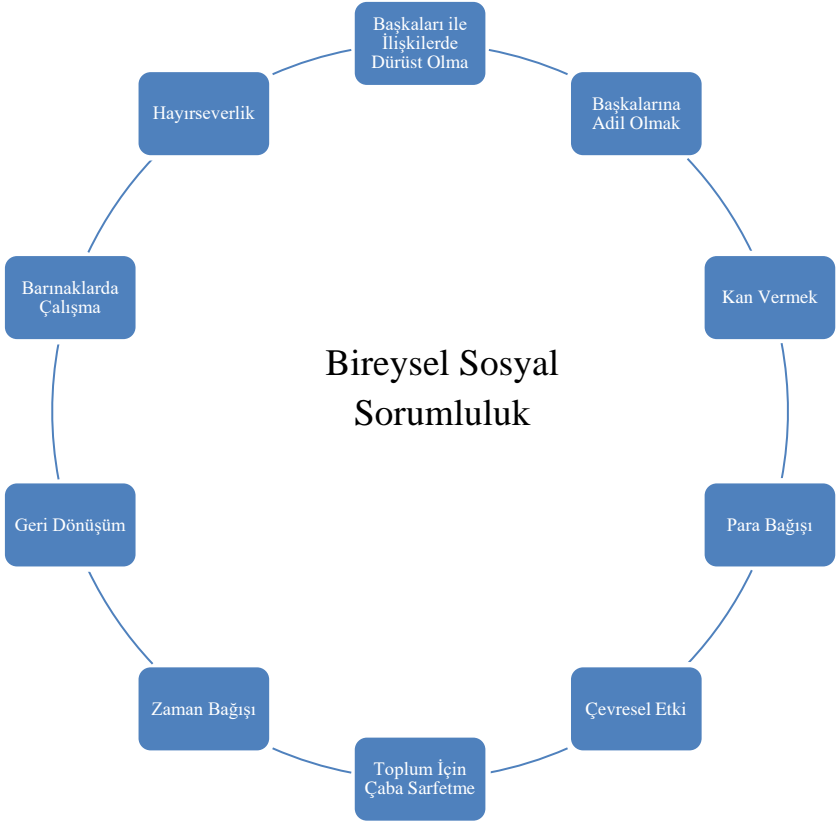 Başkaları ile
İlişkilerde
Dürüst Olma
Başkalarına
Adil Olmak
Kan Vermek
Para Bağışı
Çevresel Etki
Toplum İçin
Çaba Sarfetme
Zaman Bağışı
Geri Dönüşüm
Barınaklarda
Çalışma
Hayırseverlik
Bireysel Sosyal
Sorumluluk